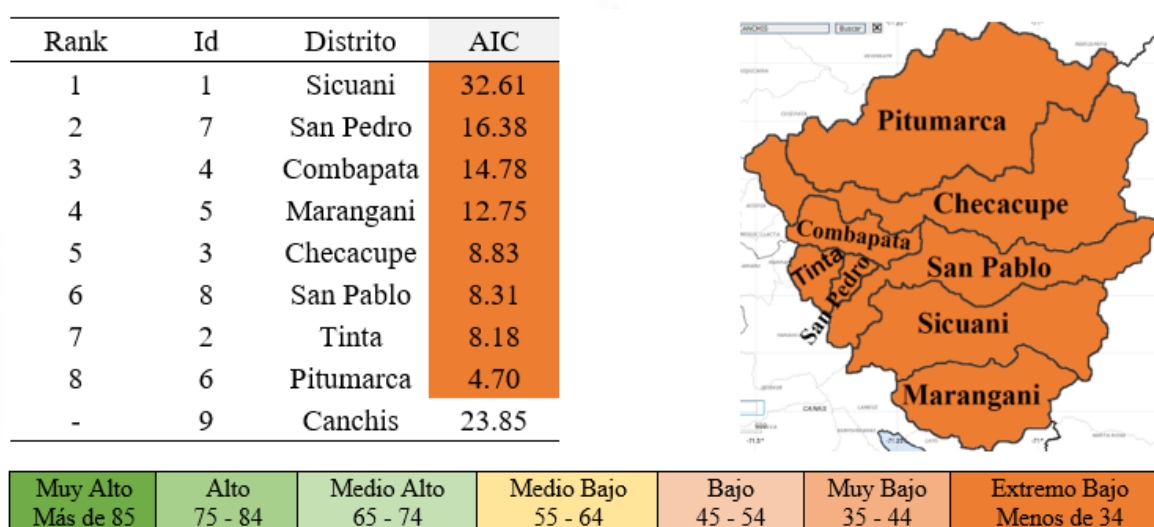 Rank Id Distrito AIC
1 1 Sicuani 32.61
2 7 San Pedro 16.38
3 4 Combapata 14.78
4 5 Marangani 12.75
5 3 Checacupe 8.83
6 8 San Pablo 8.31
7 2 Tinta 8.18
8 6 Pitumarca 4.70
- 9 Canchis 23.85
Buscar
Pitumarca
Checacupe
Combapata
Tinta
San Pedro
San Pablo
Sicuani
Marangani
CANAS
Muy Alto Alto Medio Alto Medio Bajo Bajo Muy Bajo Extremo Bajo
Más de 85 75 - 84 65 - 74 55 - 64 45 - 54 35 - 44 Menos de 34